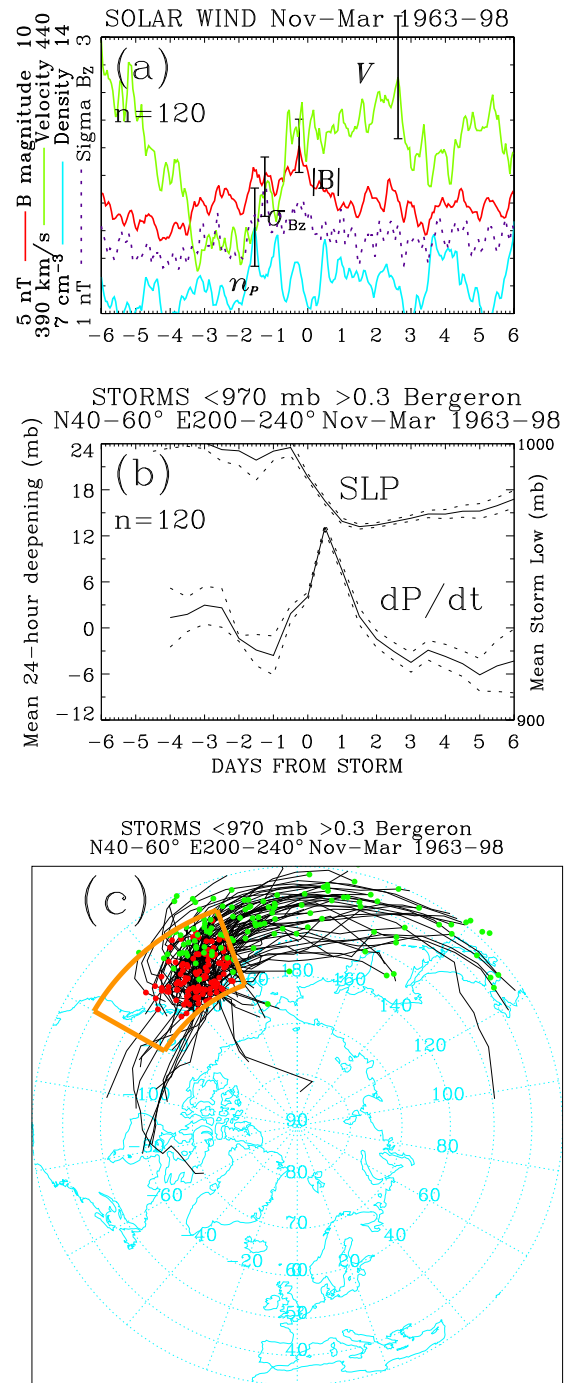 SOLAR WIND Nov-Mar 1963-98
(a)
n=120
V
|B|
σBz
nP
5 nT —— B magnitude 10
390 km/s —— Velocity 440
7 cm-3 —— Density 14
1 nT - - - - Sigma Bz 3
-6 -5 -4 -3 -2 -1 0 1 2 3 4 5 6
STORMS <970 mb >0.3 Bergeron
N40-60° E200-240° Nov-Mar 1963-98
(b)
n=120
SLP
dP/dt
Mean 24-hour deepening (mb)
24
18
12
6
0
-6
-12
1000
900
Mean Storm Low (mb)
-6 -5 -4 -3 -2 -1 0 1 2 3 4 5 6
DAYS FROM STORM
STORMS <970 mb >0.3 Bergeron
N40-60° E200-240° Nov-Mar 1963-98
(c)
180
160
140
120
-100
100
90
-80
80
80
-60
60
70
-40
40
-20
20
60
50